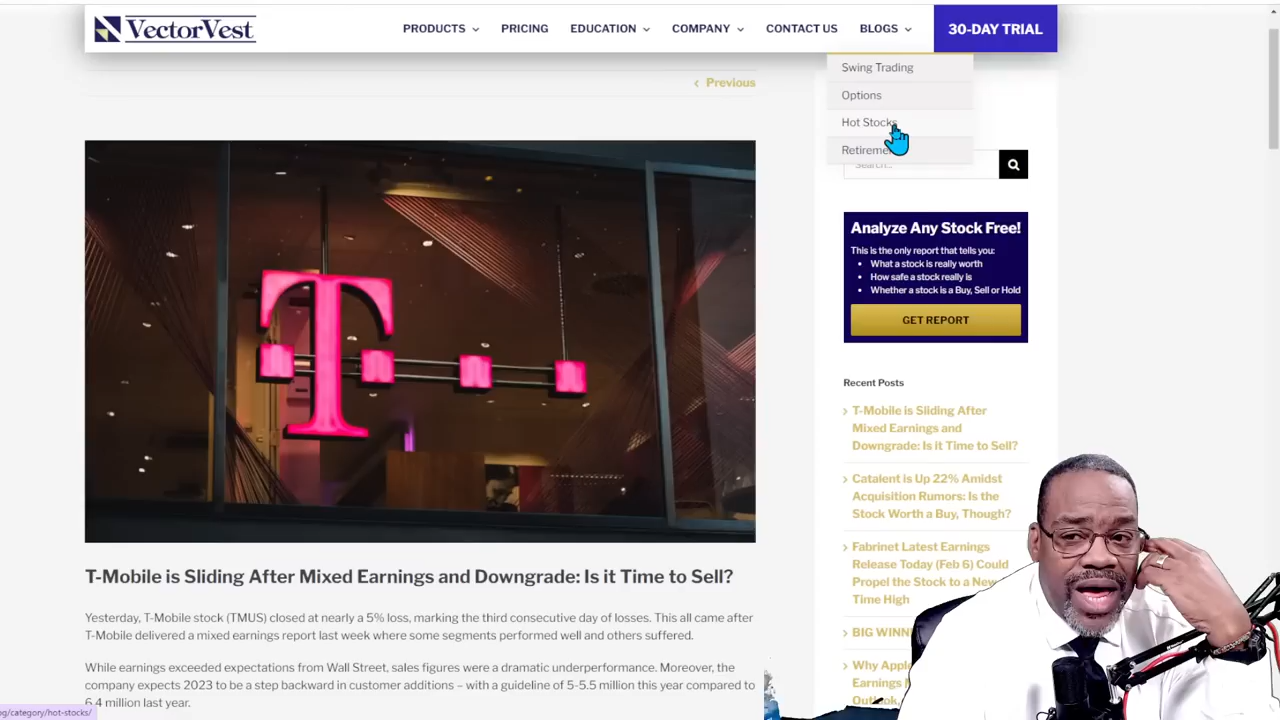 VectorVest
PRODUCTS
PRICING
EDUCATION
COMPANY
CONTACT US
BLOGS
30-DAY TRIAL
Swing Trading
Options
Hot Stocks
Previous
Search...
T
Analyze Any Stock Free!
This is the only report that tells you:
What a stock is really worth
How safe a stock really is
Whether a stock is a Buy, Sell or Hold
GET REPORT
Recent Posts
T-Mobile is Sliding After
Mixed Earnings and
Downgrade: Is it Time to Sell?
Catalent is Up 22% Amidst
Acquisition Rumors: Is the
Stock Worth a Buy, Though?
Fabrinet Latest Earnings
Release Today (Feb 6) Could
Propel the Stock to a New
Time High
BIG
Why
Earnings
T-Mobile is Sliding After Mixed Earnings and Downgrade: Is it Time to Sell?
Yesterday, T-Mobile stock (TMUS) closed at nearly a 5% loss, marking the third consecutive day of losses. This all came after
T-Mobile delivered a mixed earnings report last week where some segments performed well and others suffered.
While earnings exceeded expectations from Wall Street, sales figures were a dramatic underperformance. Moreover, the
company expects 2023 to be a step backward in customer additions – with a guideline of 5-5.5 million this year compared to
6.4 million last year.
og/category/hot-stocks/